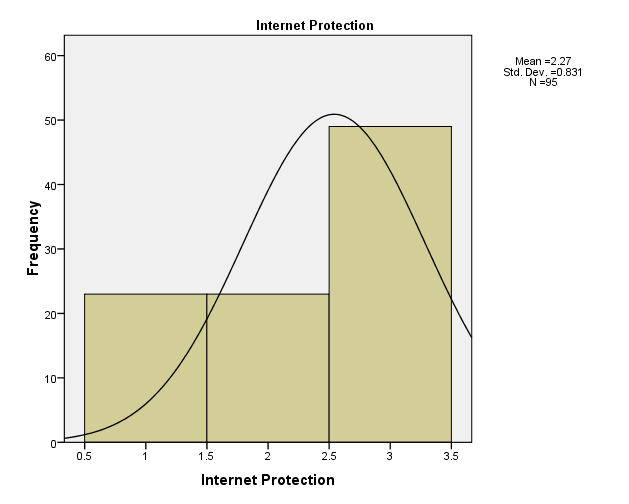 Internet Protection
Mean =2.27
Std. Dev. =0.831
N =95
60
50
40
30
20
10
0
Frequency
0.5 1 1.5 2 2.5 3 3.5
Internet Protection